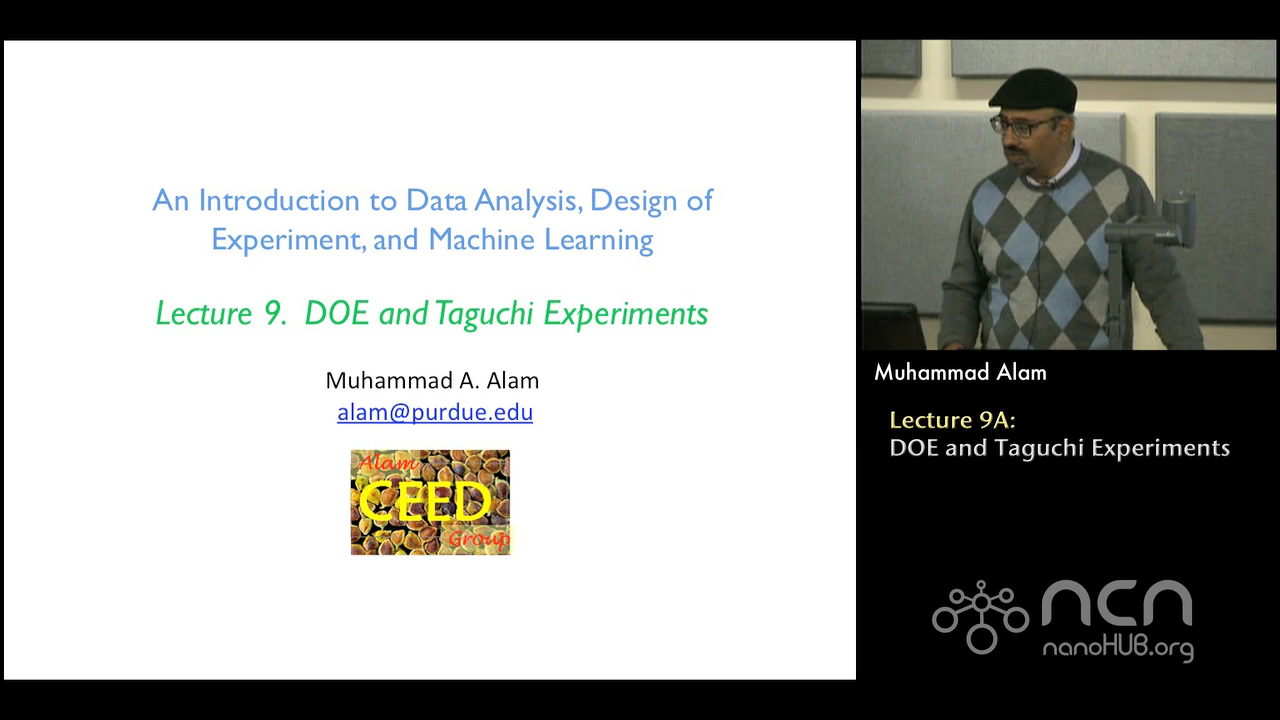 An Introduction to Data Analysis, Design of
Experiment, and Machine Learning
Lecture 9. DOE and Taguchi Experiments
Muhammad A. Alam
alam@purdue.edu
Alam
CEED
Group
Muhammad Alam
Lecture 9A:
DOE and Taguchi Experiments
ncn
nanoHUB.org